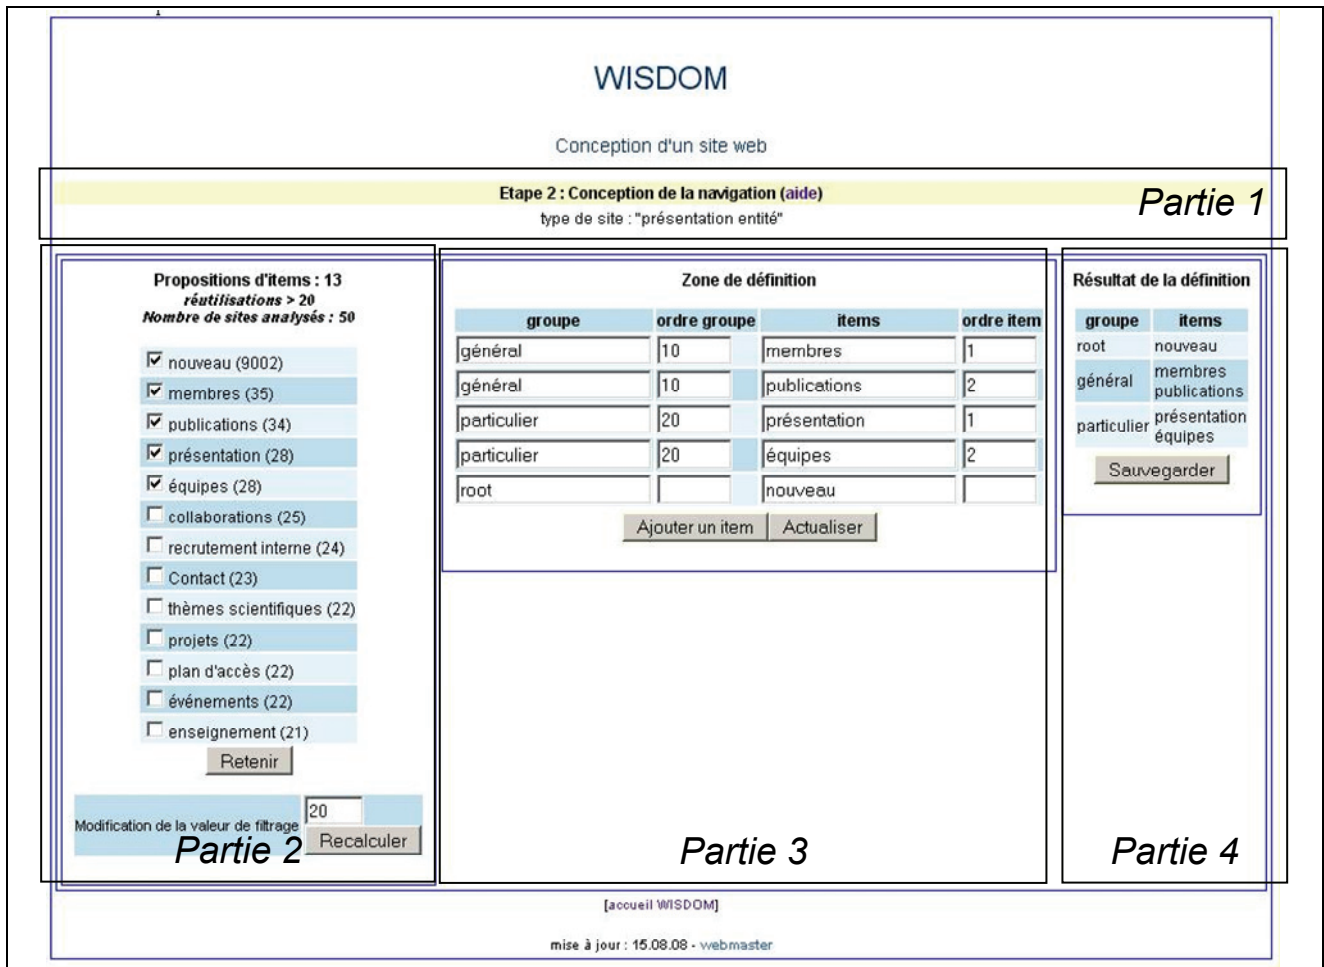 WISDOM
Conception d'un site web
Etape 2 : Conception de la navigation (aide)
type de site : "présentation entité"
Partie 1
Propositions d'items : 13
réutilisations > 20
Nombre de sites analysés : 50
nouveau (9002)
membres (35)
publications (34)
présentation (28)
équipes (28)
collaborations (25)
recrutement interne (24)
Contact (23)
thèmes scientifiques (22)
projets (22)
plan d'accès (22)
événements (22)
enseignement (21)
Retenir
Modification de la valeur de filtrage 20
Recalculer
Partie 2
Zone de définition
groupe ordre groupe items ordre item
général 10 membres 1
général 10 publications 2
particulier 20 présentation 1
particulier 20 équipes 2
root nouveau
Ajouter un item Actualiser
Partie 3
Résultat de la définition
groupe items
root nouveau
général membres
publications
particulier présentation
équipes
Sauvegarder
Partie 4
[accueil WISDOM]
mise à jour : 15.08.08 - webmaster